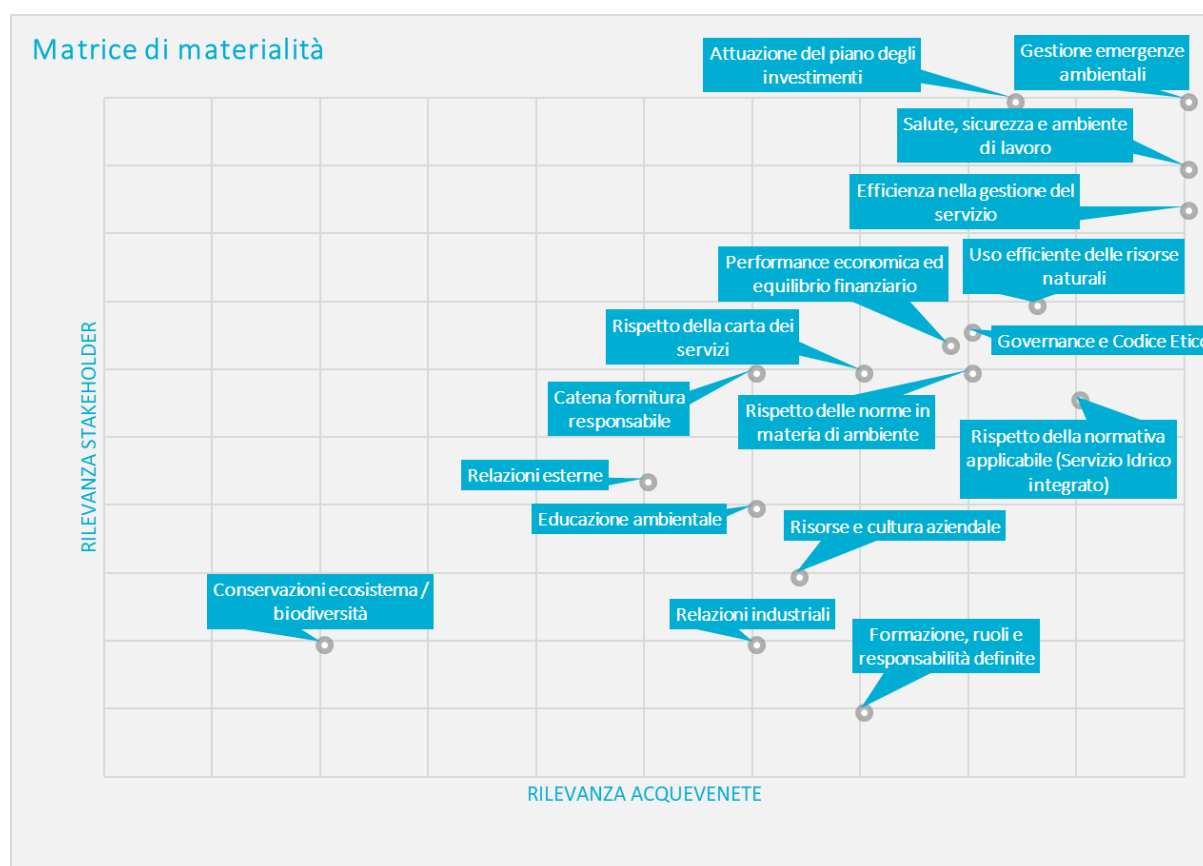 Matrice di materialità
Attuazione del piano degli
investimenti
Gestione emergenze
ambientali
Salute, sicurezza e ambiente
di lavoro
Efficienza nella gestione del
servizio
Performance economica ed
equilibrio finanziario
Uso efficiente delle risorse
naturali
Rispetto della carta dei
servizi
Governance e Codice Etico
Catena fornitura
responsabile
Rispetto delle norme in
materia di ambiente
Rispetto della normativa
applicabile (Servizio Idrico
integrato)
Relazioni esterne
Educazione ambientale
Risorse e cultura aziendale
Conservazioni ecosistema /
biodiversità
Relazioni industriali
Formazione, ruoli e
responsabilità definite
RILEVANZA STAKEHOLDER
RILEVANZA ACQUEVENETE